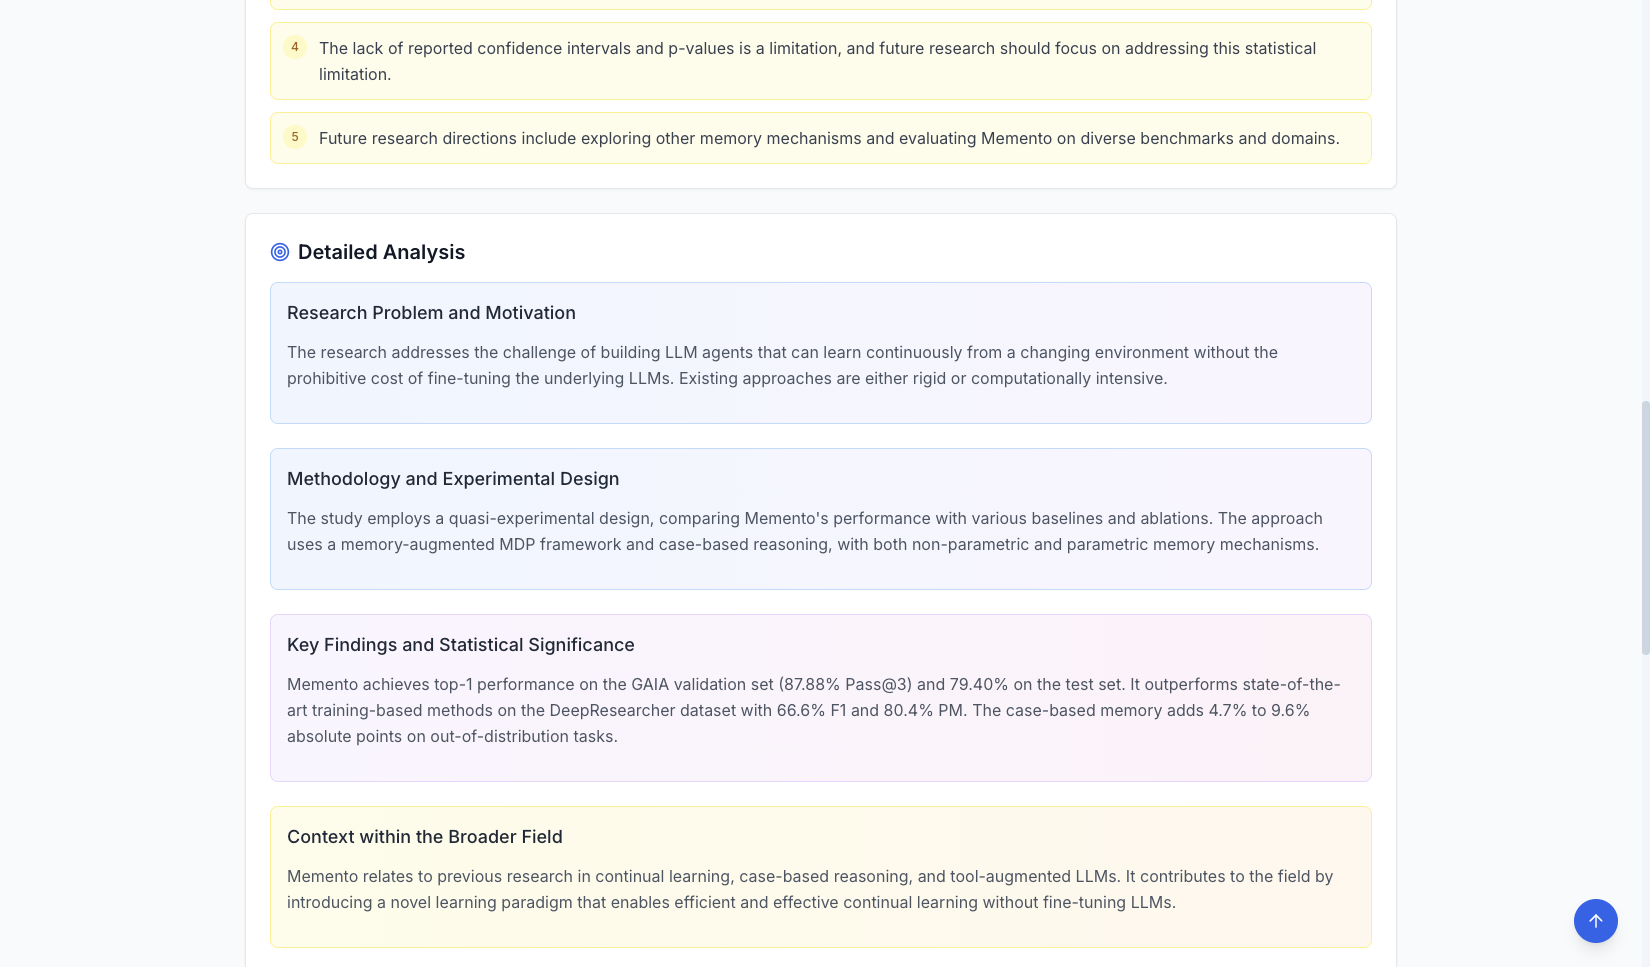 4
The lack of reported confidence intervals and p-values is a limitation, and future research should focus on addressing this statistical
limitation.
5
Future research directions include exploring other memory mechanisms and evaluating Memento on diverse benchmarks and domains.
Detailed Analysis
Research Problem and Motivation
The research addresses the challenge of building LLM agents that can learn continuously from a changing environment without the
prohibitive cost of fine-tuning the underlying LLMs. Existing approaches are either rigid or computationally intensive.
Methodology and Experimental Design
The study employs a quasi-experimental design, comparing Memento's performance with various baselines and ablations. The approach
uses a memory-augmented MDP framework and case-based reasoning, with both non-parametric and parametric memory mechanisms.
Key Findings and Statistical Significance
Memento achieves top-1 performance on the GAIA validation set (87.88% Pass@3) and 79.40% on the test set. It outperforms state-of-the-
art training-based methods on the DeepResearcher dataset with 66.6% F1 and 80.4% PM. The case-based memory adds 4.7% to 9.6%
absolute points on out-of-distribution tasks.
Context within the Broader Field
Memento relates to previous research in continual learning, case-based reasoning, and tool-augmented LLMs. It contributes to the field by
introducing a novel learning paradigm that enables efficient and effective continual learning without fine-tuning LLMs.